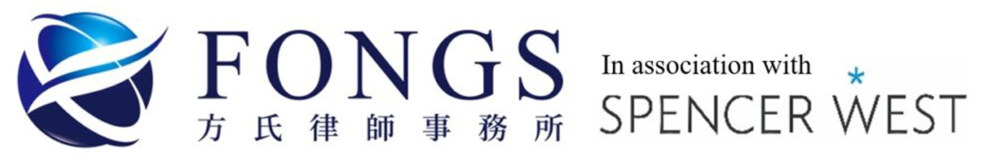 FONGS
方氏律師事務所
In association with
SPENCER WEST